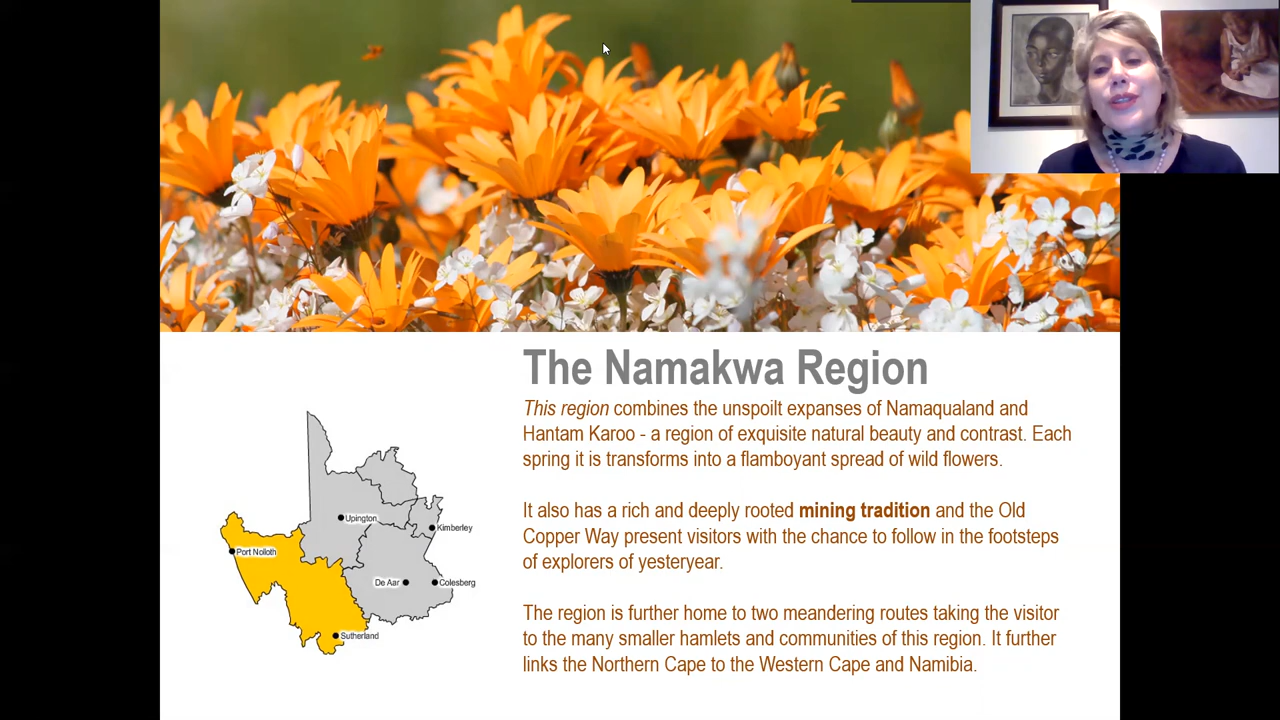 The Namakwa Region
This region combines the unspoilt expanses of Namaqualand and
Hantam Karoo - a region of exquisite natural beauty and contrast. Each
spring it is transforms into a flamboyant spread of wild flowers.
It also has a rich and deeply rooted mining tradition and the Old
Copper Way present visitors with the chance to follow in the footsteps
of explorers of yesteryear.
The region is further home to two meandering routes taking the visitor
to the many smaller hamlets and communities of this region. It further
links the Northern Cape to the Western Cape and Namibia.
Upington
Kimberley
Port Nolloth
De Aar
Colesberg
Sutherland